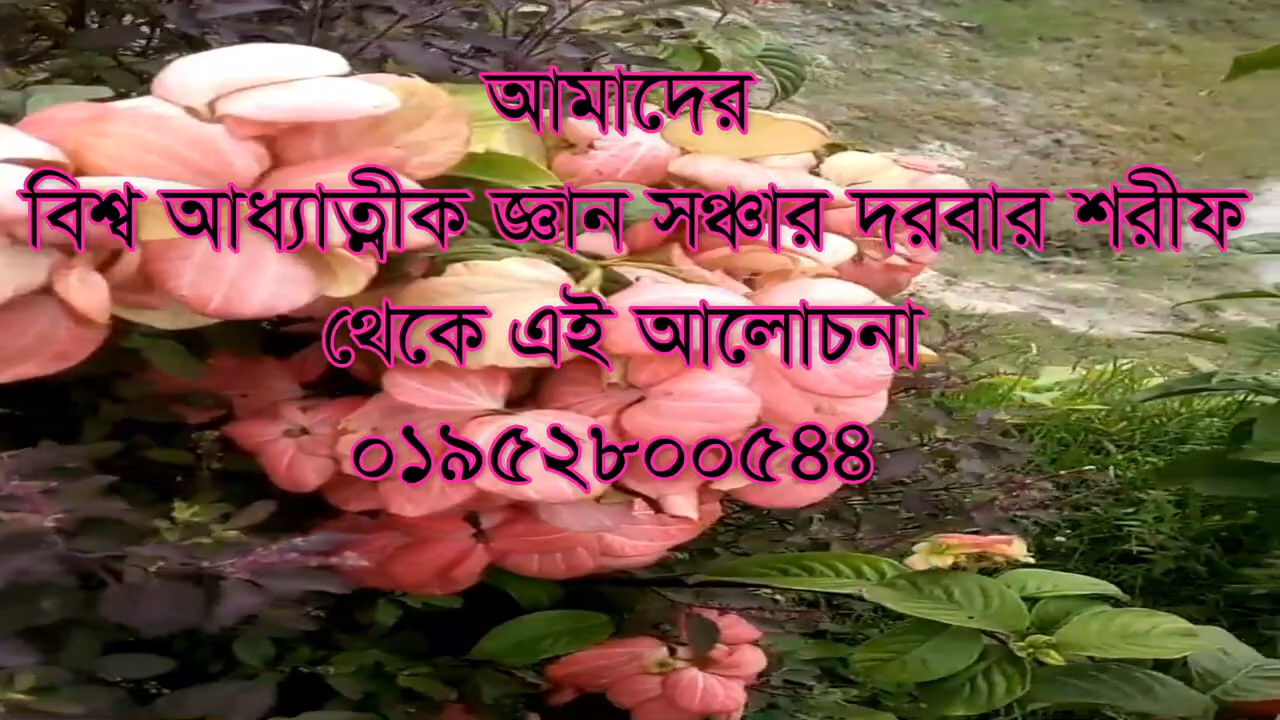 আমাদের
বিশ্ব আধ্যাত্নীক জ্ঞান সঞ্চার দরবার শরীফ
থেকে এই আলোচনা
০১৯৫২৮০০৫৪৪